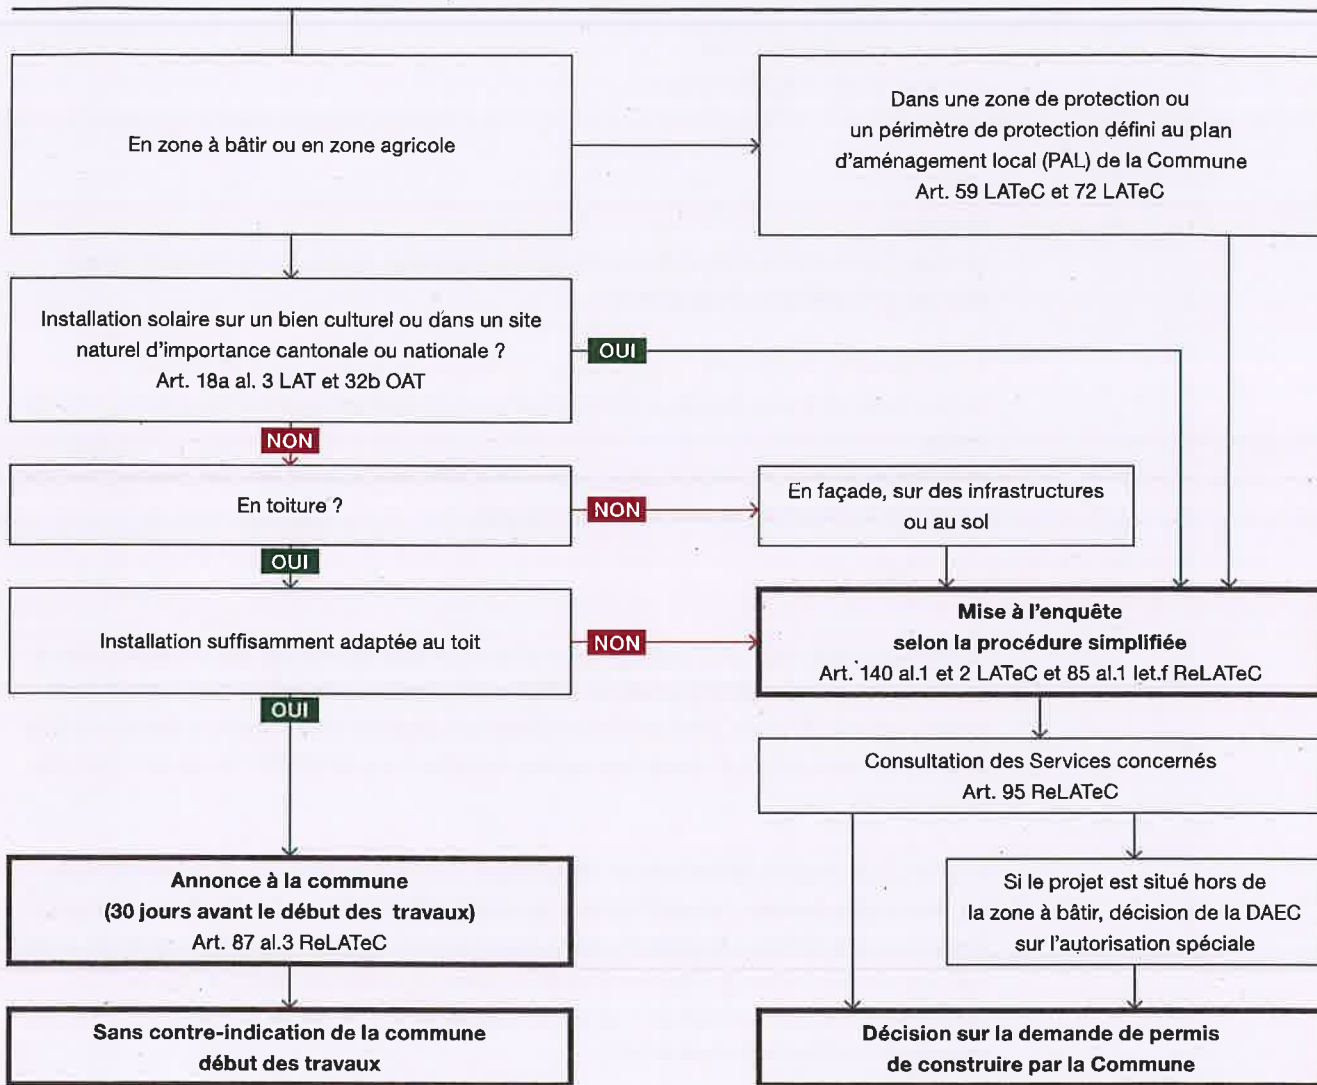 En zone à bâtir ou en zone agricole
Dans une zone de protection ou
un périmètre de protection défini au plan
d'aménagement local (PAL) de la Commune
Art. 59 LATeC et 72 LATeC
Installation solaire sur un bien culturel ou dans un site
naturel d'importance cantonale ou nationale ?
Art. 18a al. 3 LAT et 32b OAT
OUI
NON
En toiture ?
NON
En façade, sur des infrastructures
ou au sol
OUI
Installation suffisamment adaptée au toit
NON
Mise à l'enquête
selon la procédure simplifiée
Art. 140 al.1 et 2 LATeC et 85 al.1 let.f ReLATeC
OUI
Consultation des Services concernés
Art. 95 ReLATeC
Annonce à la commune
(30 jours avant le début des travaux)
Art. 87 al.3 ReLATeC
Si le projet est situé hors de
la zone à bâtir, décision de la DAEC
sur l'autorisation spéciale
Sans contre-indication de la commune
début des travaux
Décision sur la demande de permis
de construire par la Commune